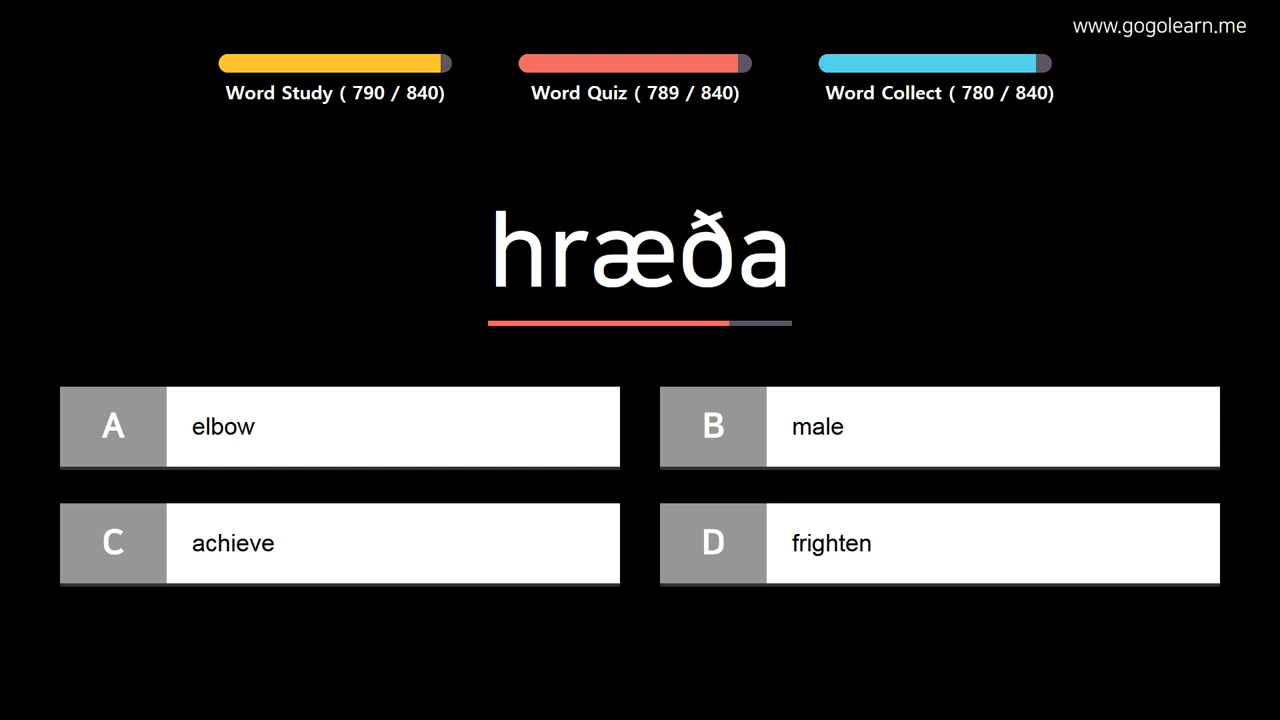 www.gogolearn.me
Word Study ( 790 / 840)
Word Quiz ( 789 / 840)
Word Collect ( 780 / 840)
hræða
A elbow
B male
C achieve
D frighten